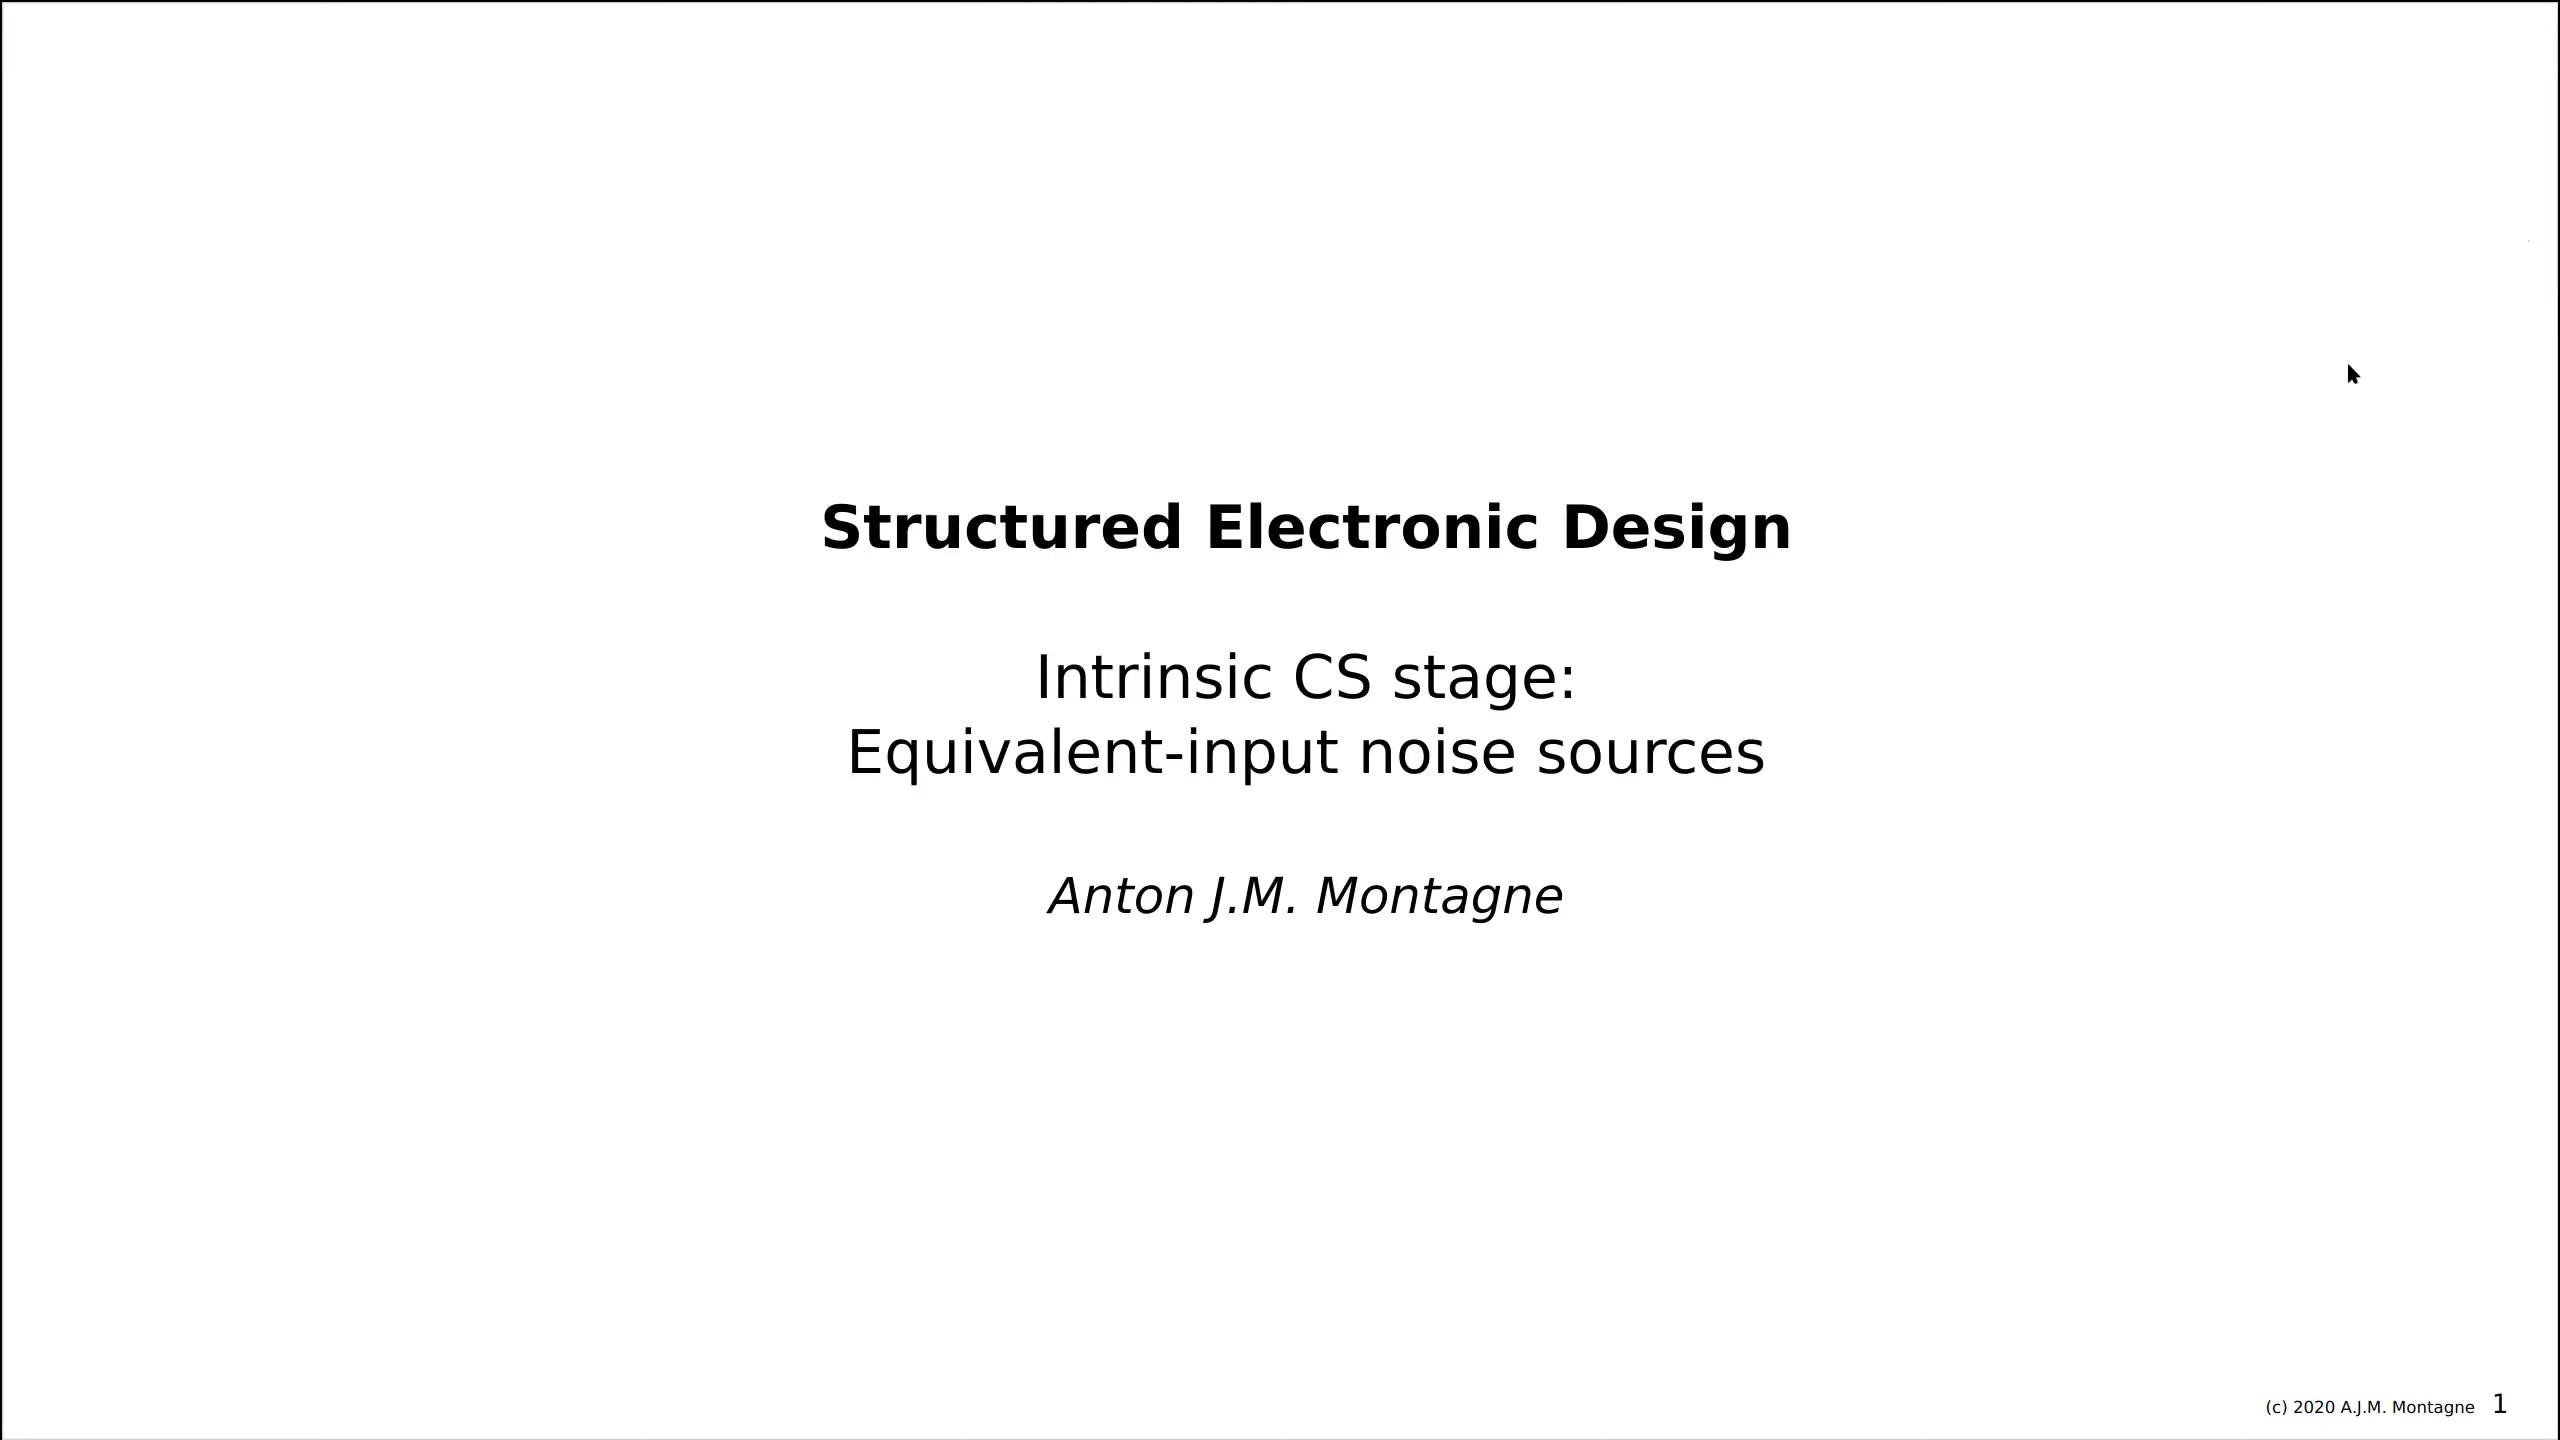 Structured Electronic Design
Intrinsic CS stage:
Equivalent-input noise sources
Anton J.M. Montagne
(c) 2020 A.J.M. Montagne 1